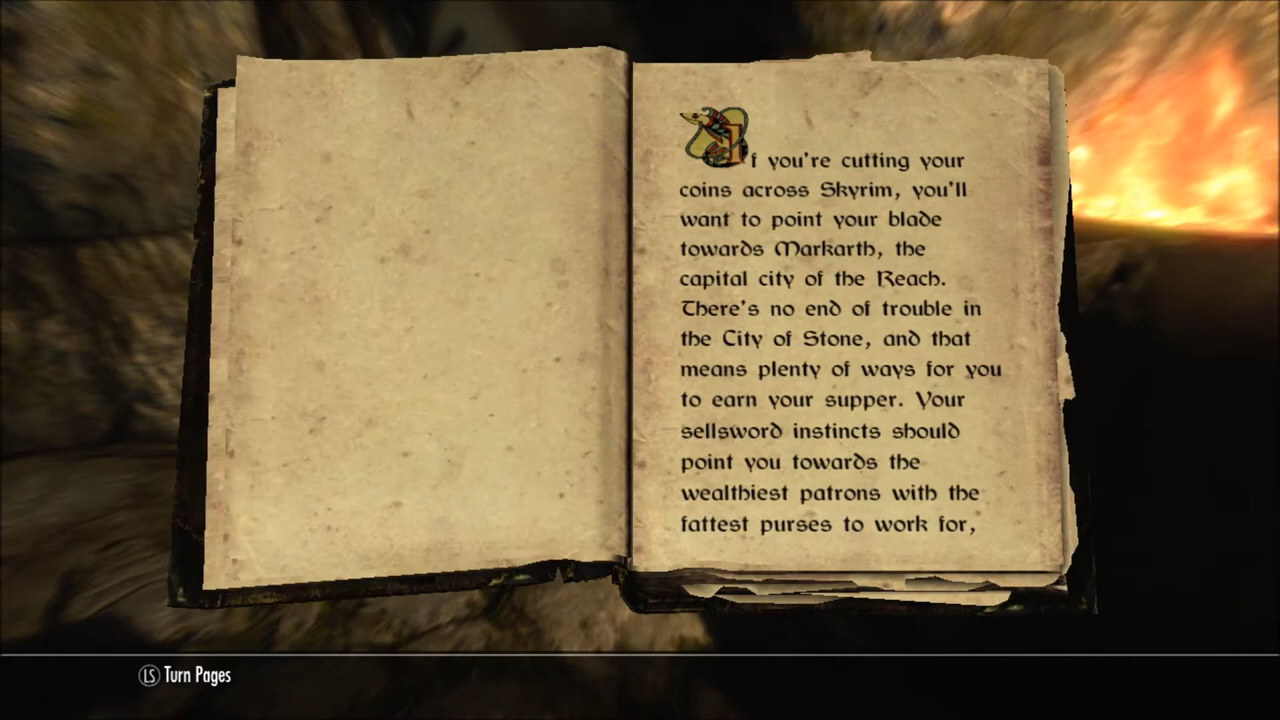 If you're cutting your
coins across Skyrim, you'll
want to point your blade
towards Markarth, the
capital city of the Reach.
There's no end of trouble in
the City of Stone, and that
means plenty of ways for you
to earn your supper. Your
sellsword instincts should
point you towards the
wealthiest patrons with the
fattest purses to work for,
LS Turn Pages